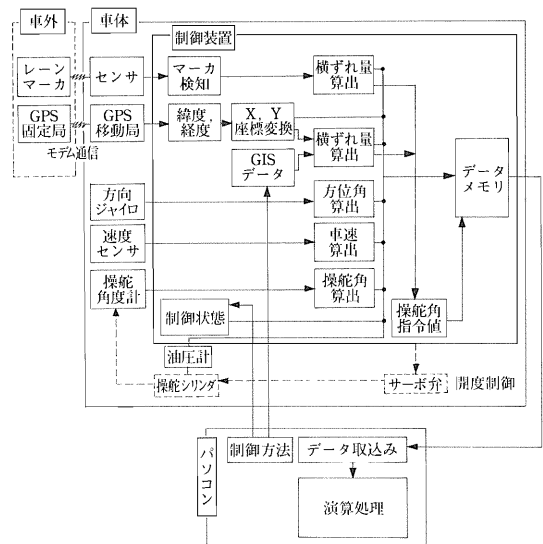 車外
車体
制御装置
レーン
マーカ
センサ
マーカ
検知
横ずれ量
算出
GPS
固定局
GPS
移動局
モデム通信
緯度,
経度
X, Y
座標変換
横ずれ量
算出
GIS
データ
データ
メモリ
方向
ジャイロ
方位角
算出
速度
センサ
車速
算出
操舵
角度計
操舵角
算出
制御状態
操舵角
指令値
油圧計
操舵シリンダ
サーボ弁
開度制御
パソコン
制御方法
データ取込み
演算処理